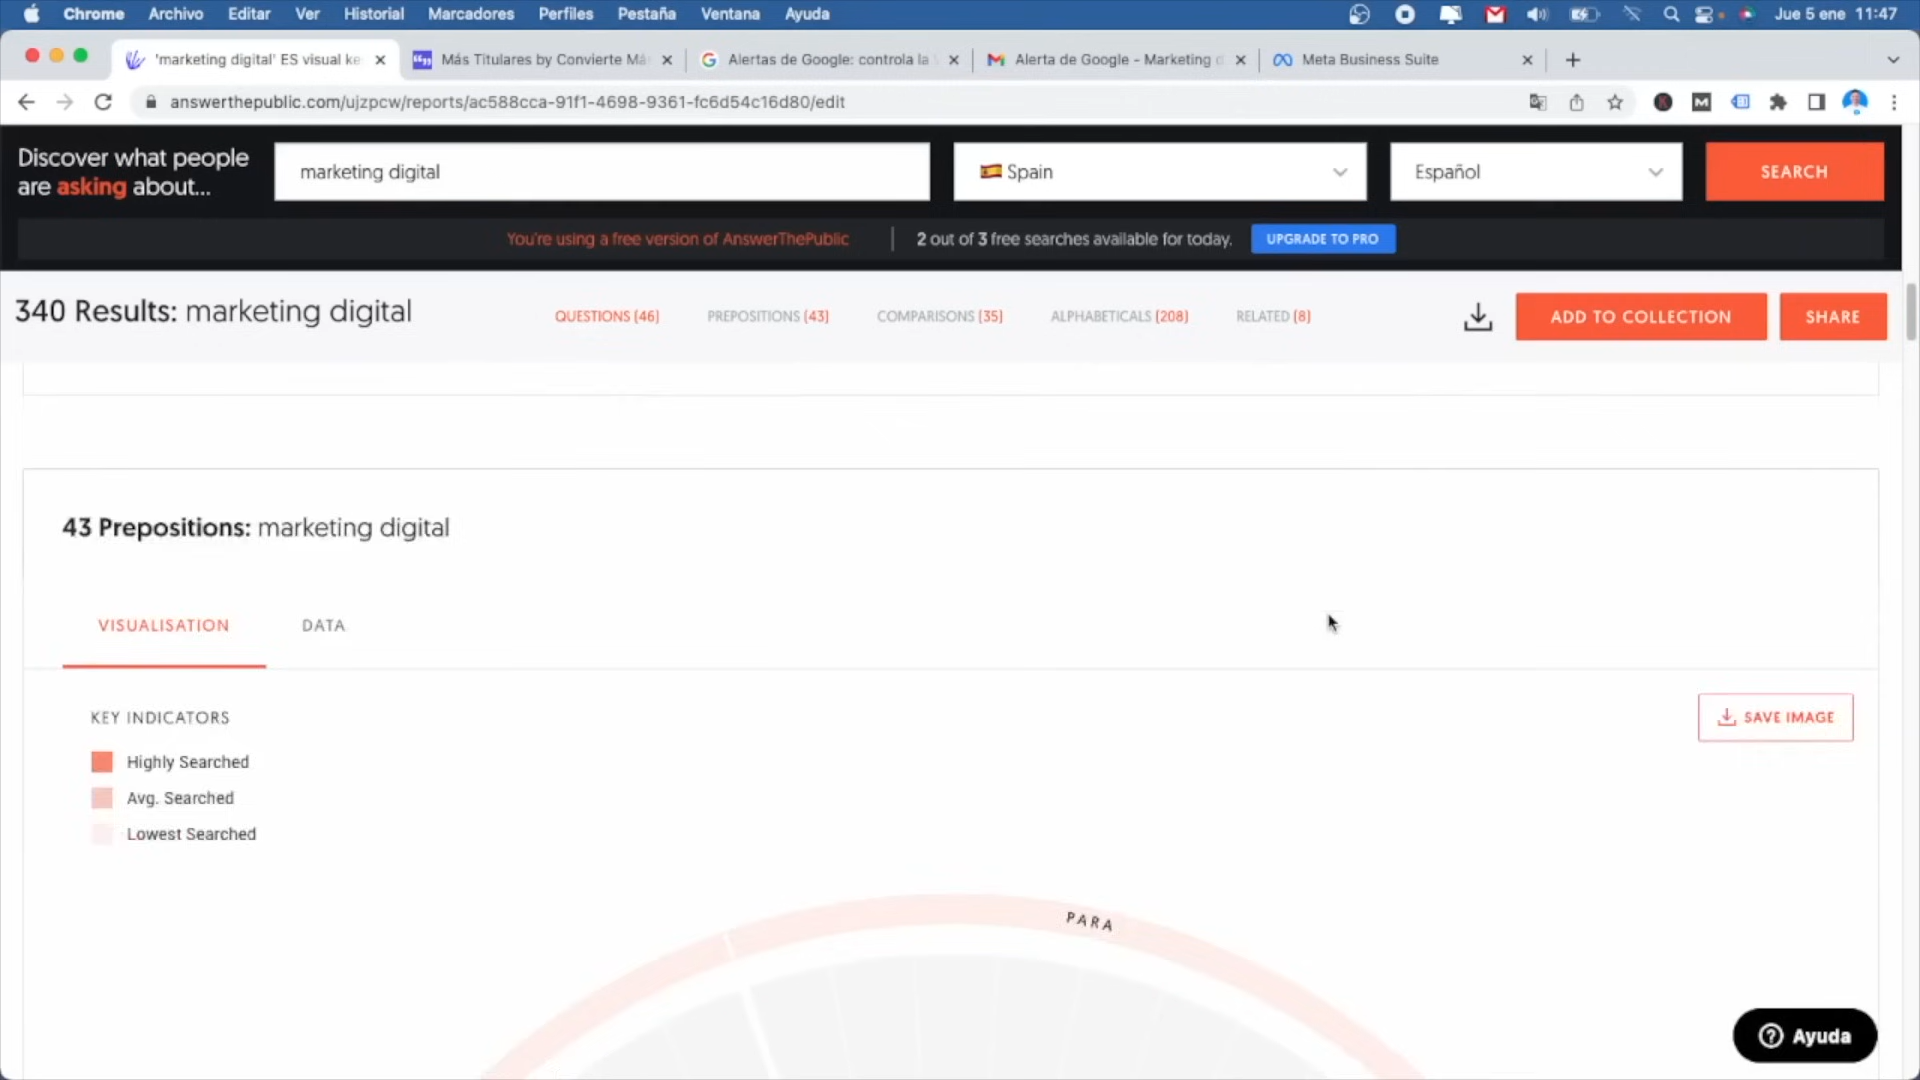 Chrome Archivo Editar Ver Historial Marcadores Perfiles Pestaña Ventana Ayuda Jue 5 ene 11:47
'marketing digital' ES visual ke Más Titulares by Convierte Má Alertas de Google: controla la Alerta de Google - Marketing d Meta Business Suite
answerthepublic.com/ujzpcw/reports/ac588cca-91f1-4698-9361-fc6d54c16d80/edit
Discover what people
are asking about...
marketing digital
Spain
Español
SEARCH
You're using a free version of AnswerThePublic
2 out of 3 free searches available for today.
UPGRADE TO PRO
340 Results: marketing digital
QUESTIONS (46) PREPOSITIONS (43) COMPARISONS (35) ALPHABETICALS (208) RELATED (8)
ADD TO COLLECTION
SHARE
43 Prepositions: marketing digital
VISUALISATION DATA
KEY INDICATORS
SAVE IMAGE
Highly Searched
Avg. Searched
Lowest Searched
PARA
Ayuda